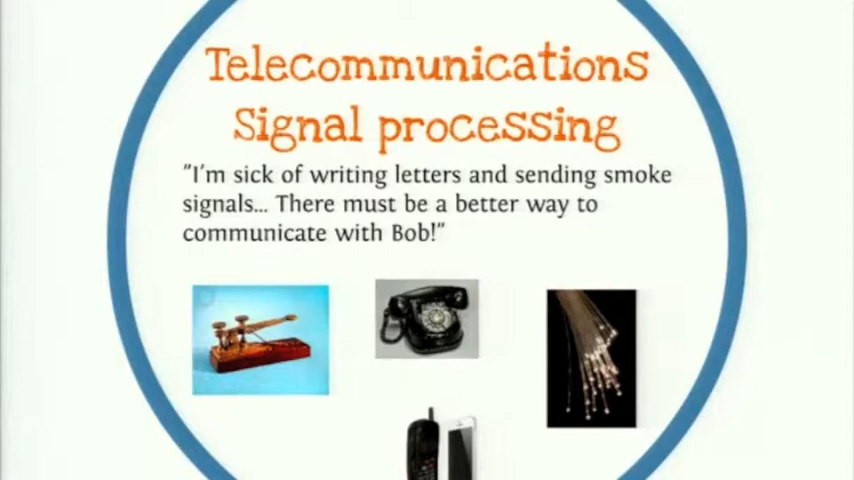 Telecommunications
Signal processing
"I'm sick of writing letters and sending smoke
signals... There must be a better way to
communicate with Bob!"